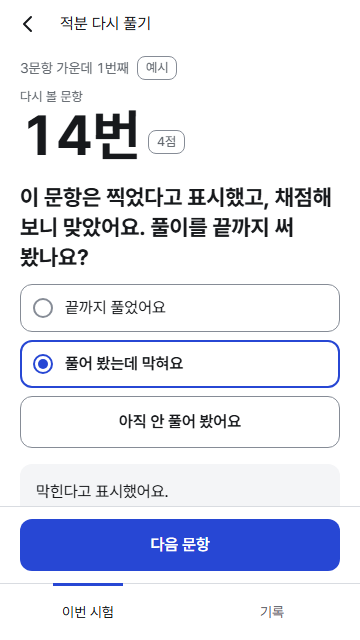 적분 다시 풀기
3문항 가운데 1번째 예시
다시 볼 문항
14번 4점
이 문항은 찍었다고 표시했고, 채점해
보니 맞았어요. 풀이를 끝까지 써
봤나요?
끝까지 풀었어요
풀어 봤는데 막혀요
아직 안 풀어 봤어요
막힌다고 표시했어요.
다음 문항
이번 시험 기록